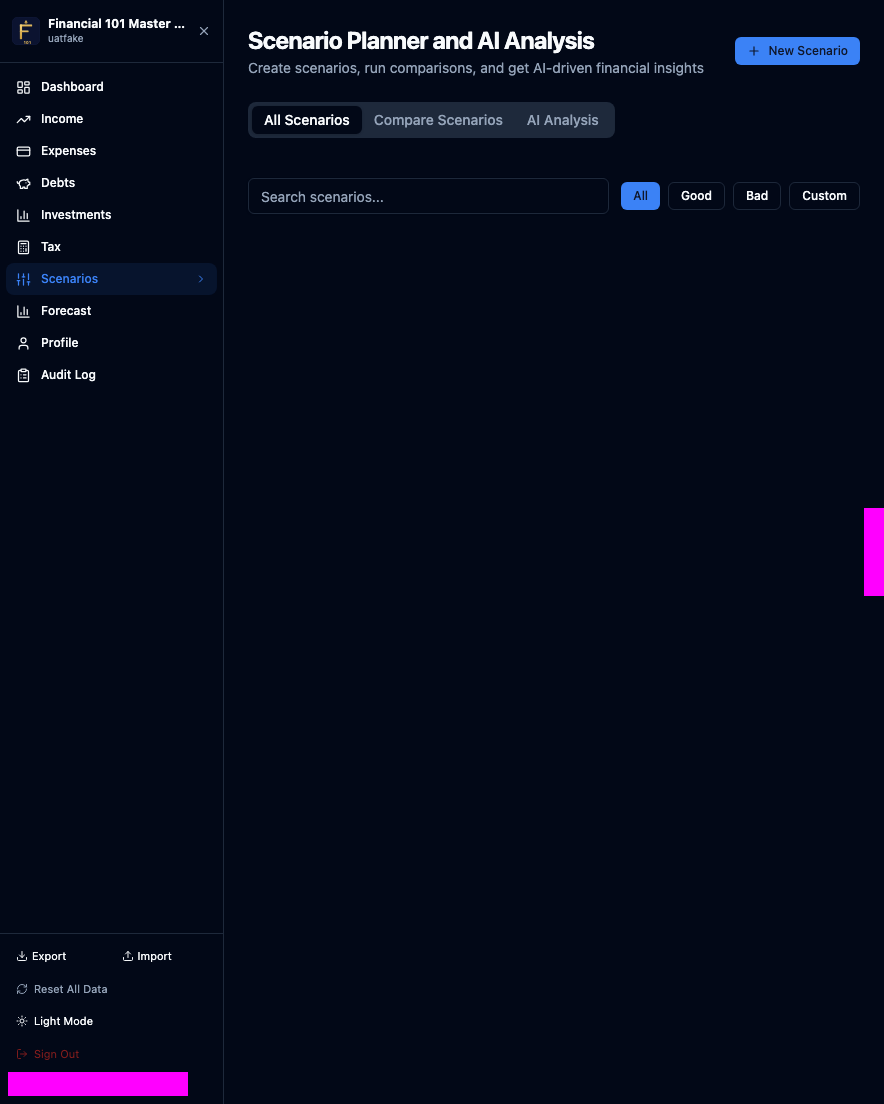 Financial 101 Master ...
uatfake
Dashboard
Income
Expenses
Debts
Investments
Tax
Scenarios
Forecast
Profile
Audit Log
Export
Import
Reset All Data
Light Mode
Sign Out
Scenario Planner and AI Analysis
Create scenarios, run comparisons, and get AI-driven financial insights
New Scenario
All Scenarios
Compare Scenarios
AI Analysis
Search scenarios...
All
Good
Bad
Custom